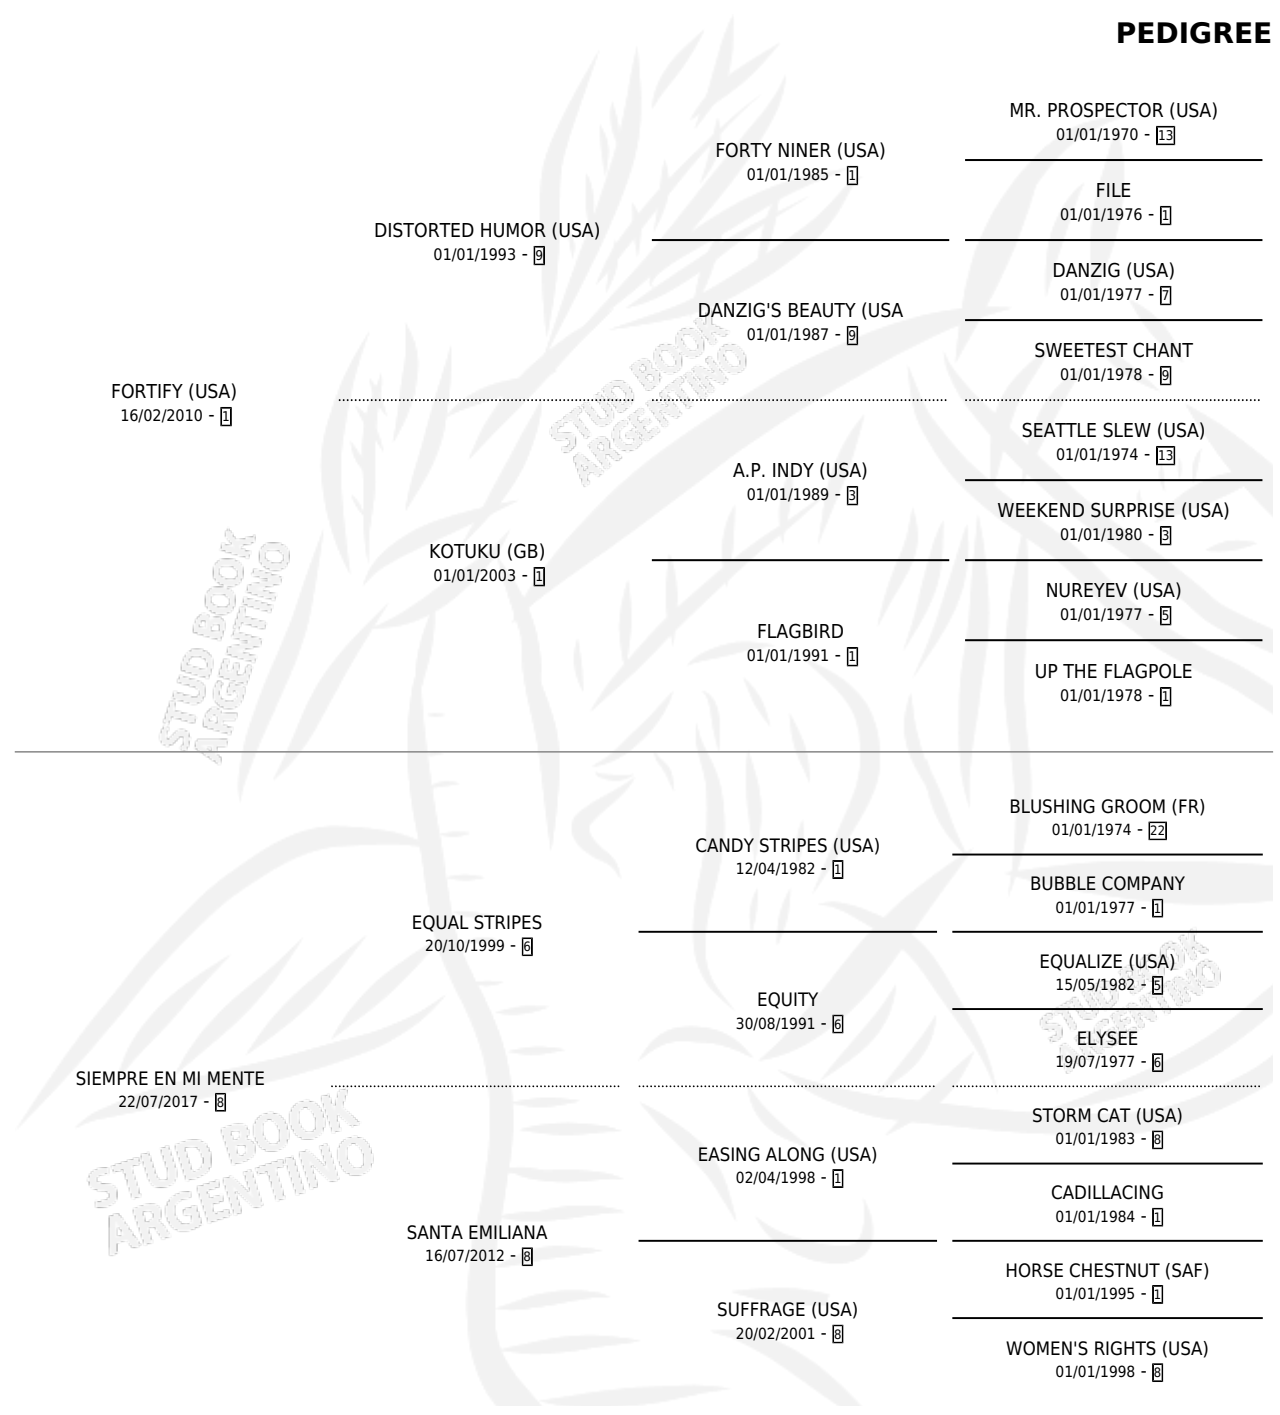 PEDIGREE
MR. PROSPECTOR (USA)
01/01/1970 - 13
FORTY NINER (USA)
01/01/1985 - 1
FILE
01/01/1976 - 1
DISTORTED HUMOR (USA)
01/01/1993 - 9
DANZIG (USA)
01/01/1977 - 7
DANZIG'S BEAUTY (USA
01/01/1987 - 9
SWEETEST CHANT
01/01/1978 - 9
FORTIFY (USA)
16/02/2010 - 1
STUD BOOK
ARGENTINO
SEATTLE SLEW (USA)
01/01/1974 - 13
A.P. INDY (USA)
01/01/1989 - 3
WEEKEND SURPRISE (USA)
01/01/1980 - 3
KOTUKU (GB)
01/01/2003 - 1
NUREYEV (USA)
01/01/1977 - 5
FLAGBIRD
01/01/1991 - 1
UP THE FLAGPOLE
01/01/1978 - 1
STUD BOOK
ARGENTINO
BLUSHING GROOM (FR)
01/01/1974 - 22
CANDY STRIPES (USA)
12/04/1982 - 1
BUBBLE COMPANY
01/01/1977 - 1
EQUAL STRIPES
20/10/1999 - 6
EQUALIZE (USA)
15/05/1982 - 5
EQUITY
30/08/1991 - 6
STUD BOOK
ARGENTINO
ELYSEE
19/07/1977 - 6
SIEMPRE EN MI MENTE
22/07/2017 - 8
STUD BOOK
ARGENTINO
STORM CAT (USA)
01/01/1983 - 8
EASING ALONG (USA)
02/04/1998 - 1
CADILLACING
01/01/1984 - 1
SANTA EMILIANA
16/07/2012 - 8
HORSE CHESTNUT (SAF)
01/01/1995 - 1
SUFFRAGE (USA)
20/02/2001 - 8
WOMEN'S RIGHTS (USA)
01/01/1998 - 8